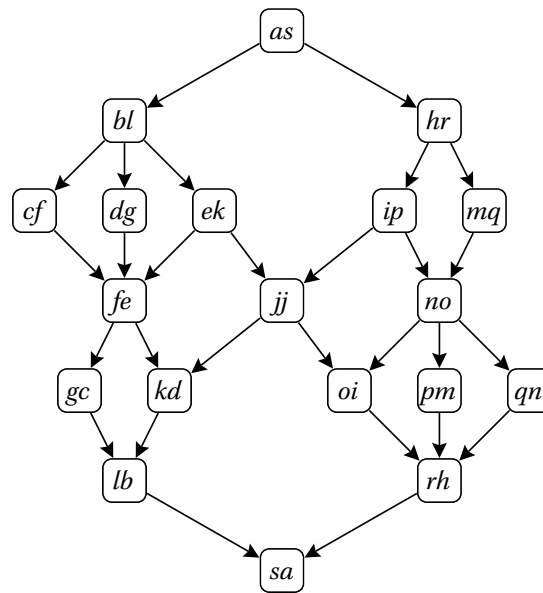 as
bl hr
cf dg ek ip mq
fe jj no
gc kd oi pm qn
lb rh
sa